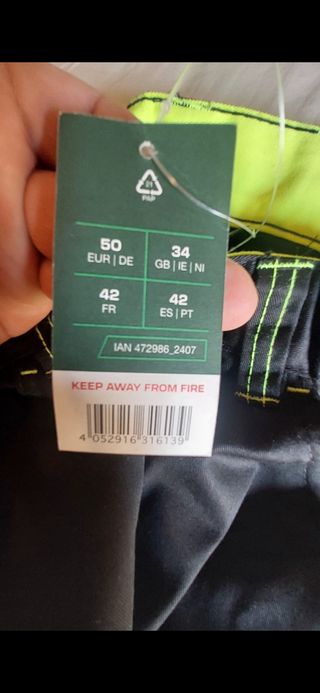 21
PAP
50
EUR | DE
34
GB | IE | NI
42
FR
42
ES | PT
IAN 472986_2407
KEEP AWAY FROM FIRE
4 052916 316139